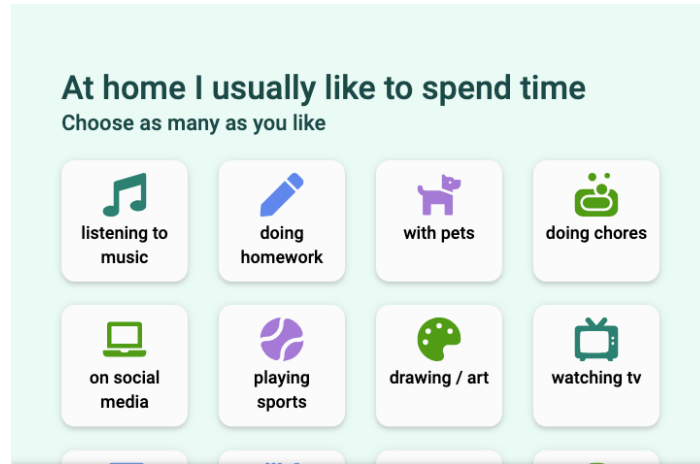 At home I usually like to spend time
Choose as many as you like
listening to
music
doing
homework
with pets
doing chores
on social
media
playing
sports
drawing / art
watching tv